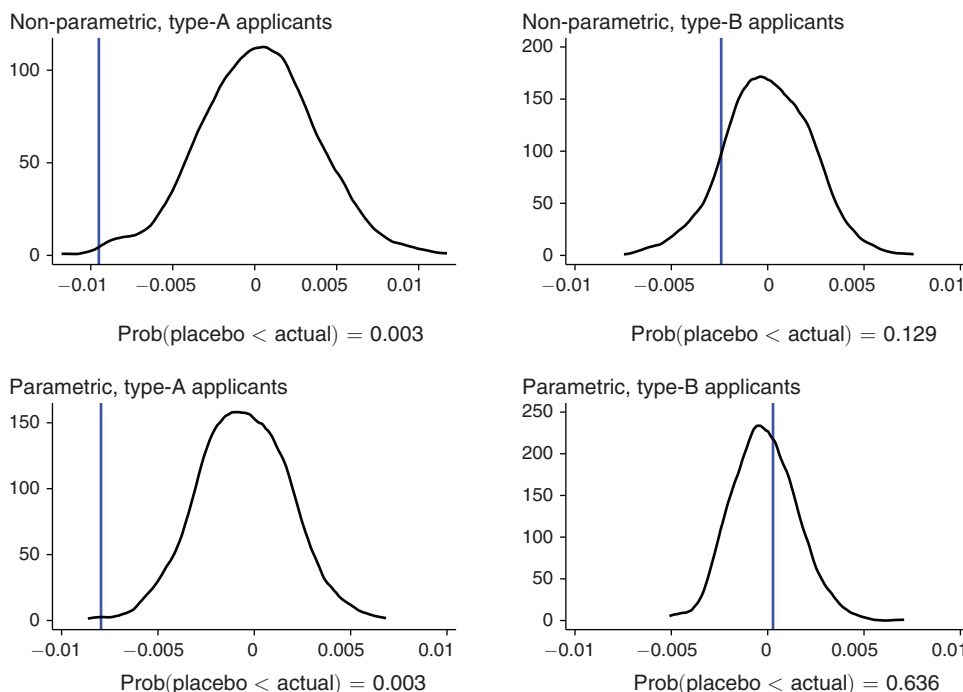 Non-parametric, type-A applicants
100
50
0
−0.01 −0.005 0 0.005 0.01
Prob(placebo < actual) = 0.003
Non-parametric, type-B applicants
200
150
100
50
0
−0.01 −0.005 0 0.005 0.01
Prob(placebo < actual) = 0.129
Parametric, type-A applicants
150
100
50
0
−0.01 −0.005 0 0.005 0.01
Prob(placebo < actual) = 0.003
Parametric, type-B applicants
250
200
150
100
50
0
−0.01 −0.005 0 0.005 0.01
Prob(placebo < actual) = 0.636